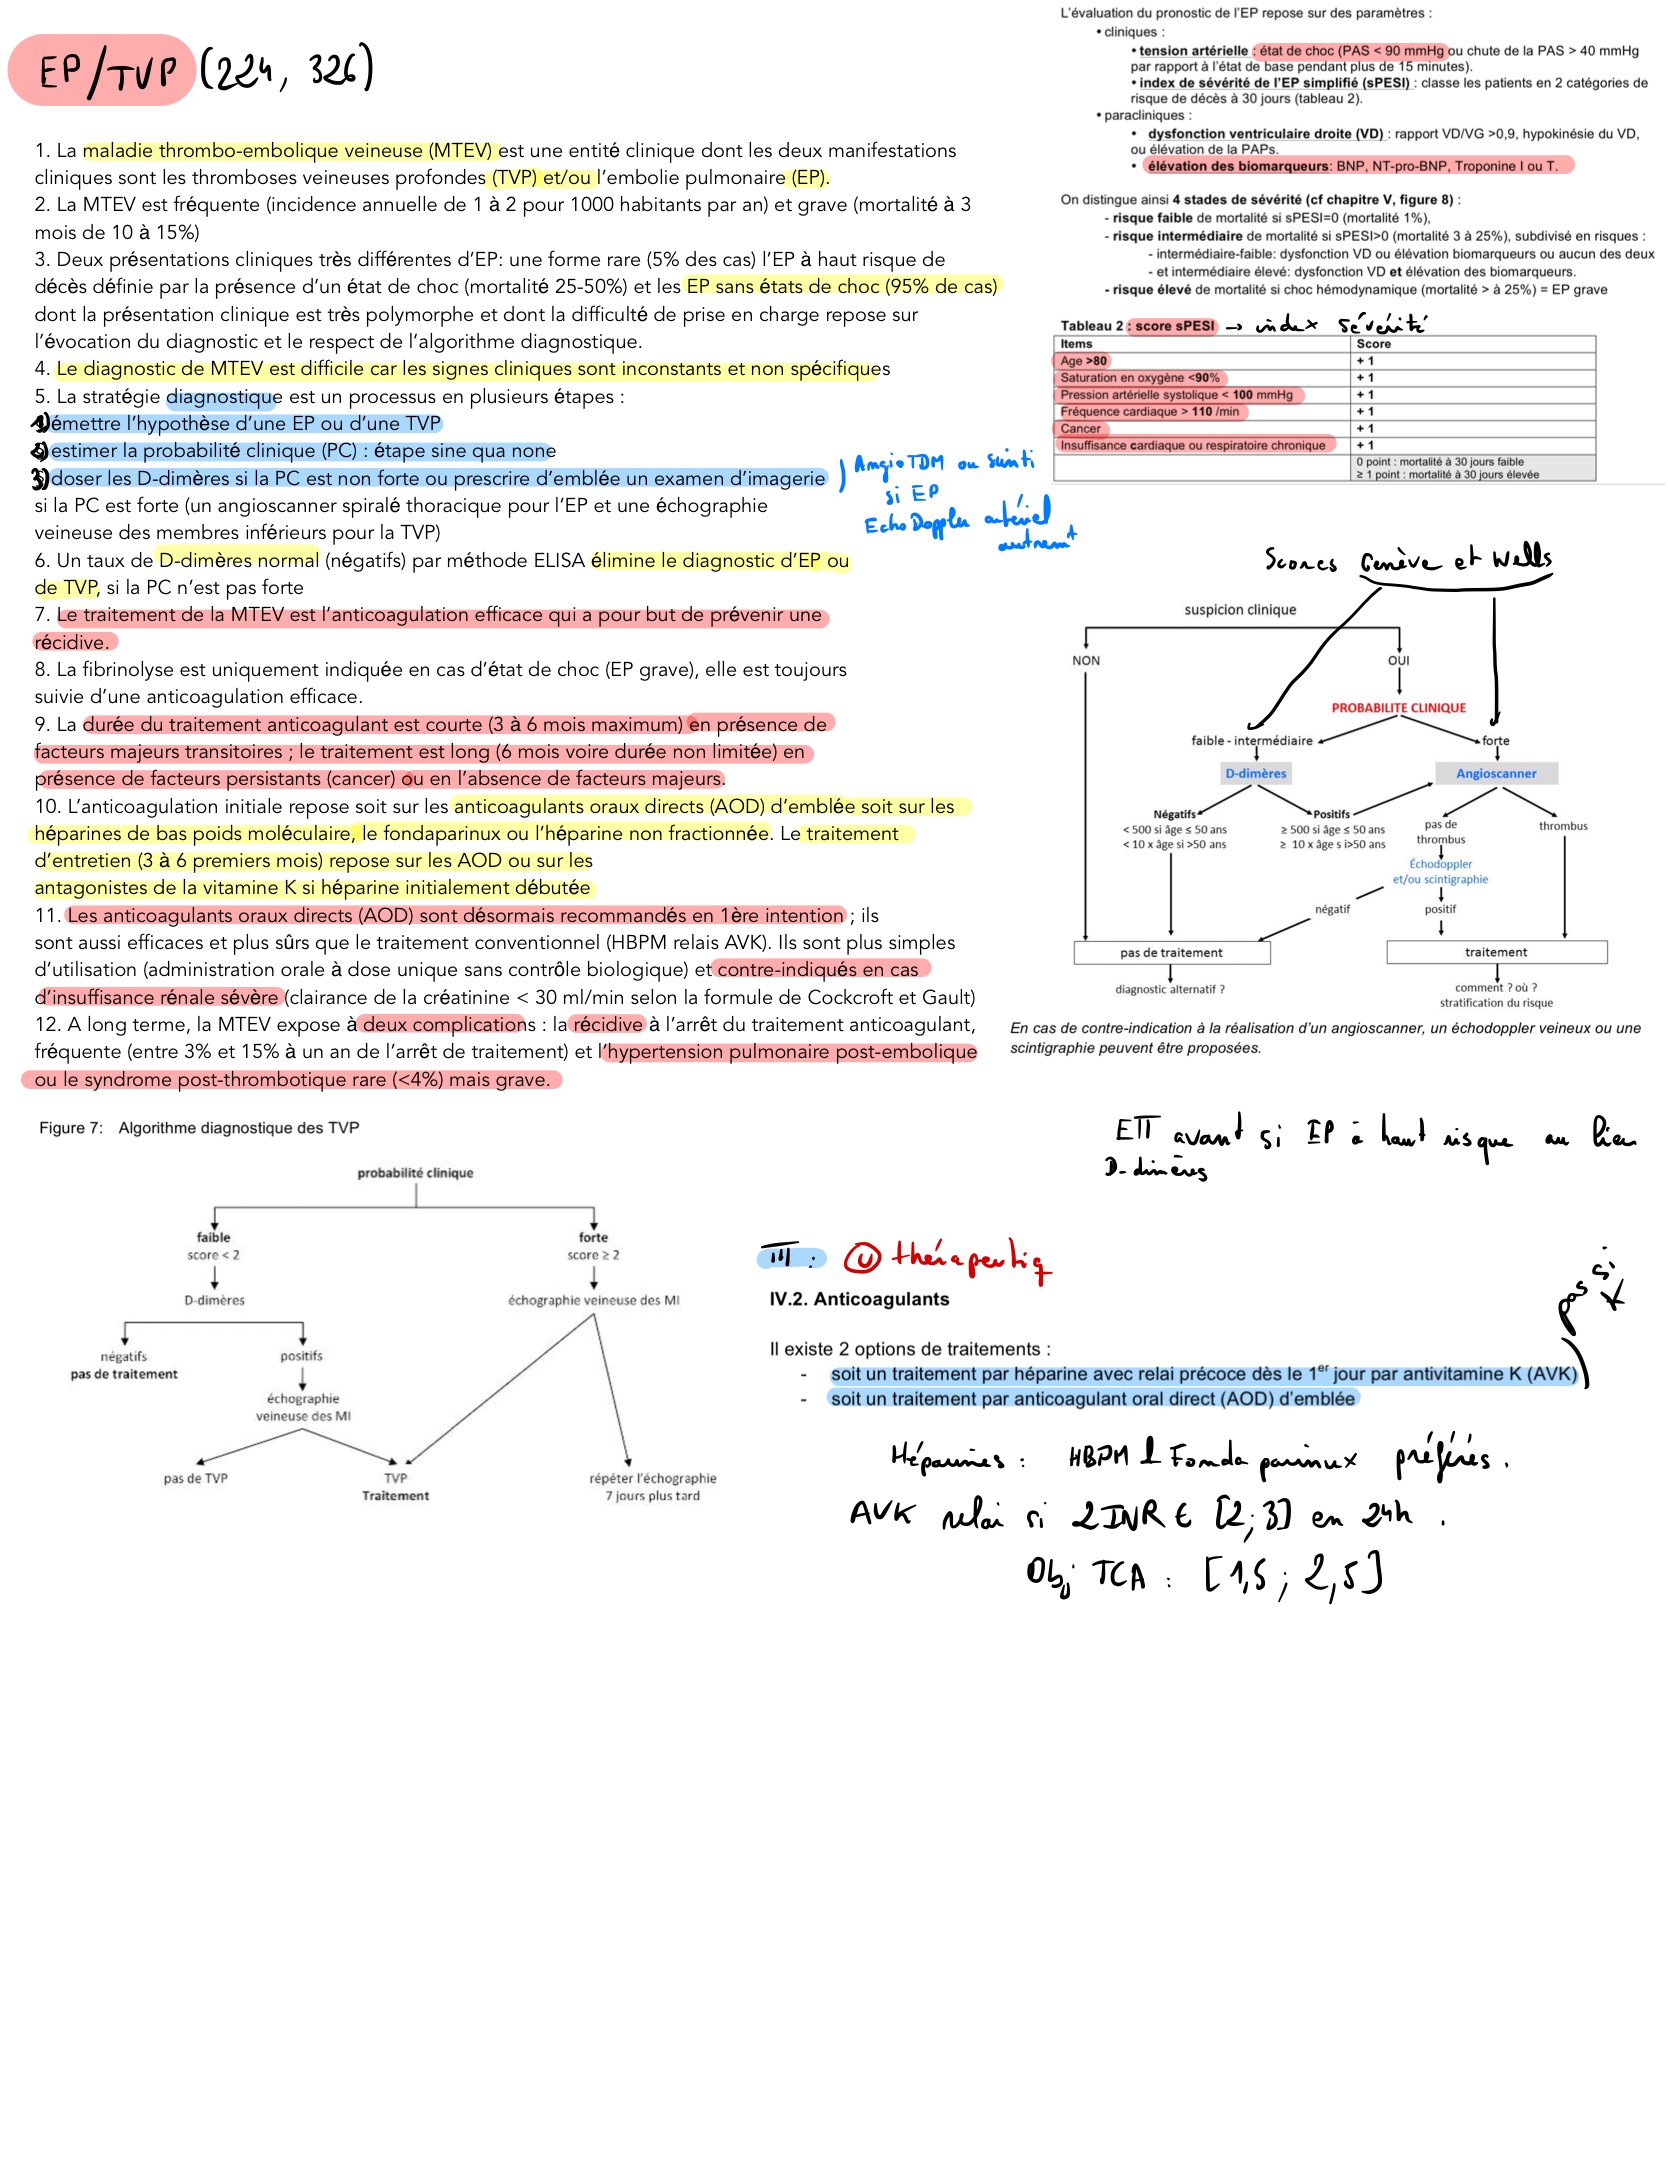 EP/TVP (224, 326)
1. La maladie thrombo-embolique veineuse (MTEV) est une entité clinique dont les deux manifestations
cliniques sont les thromboses veineuses profondes (TVP) et/ou l'embolie pulmonaire (EP).
2. La MTEV est fréquente (incidence annuelle de 1 à 2 pour 1000 habitants par an) et grave (mortalité à 3
mois de 10 à 15%)
3. Deux présentations cliniques très différentes d'EP: une forme rare (5% des cas) l'EP à haut risque de
décès définie par la présence d'un état de choc (mortalité 25-50%) et les EP sans états de choc (95% de cas)
dont la présentation clinique est très polymorphe et dont la difficulté de prise en charge repose sur
l'évocation du diagnostic et le respect de l'algorithme diagnostique.
4. Le diagnostic de MTEV est difficile car les signes cliniques sont inconstants et non spécifiques
5. La stratégie diagnostique est un processus en plusieurs étapes :
1) émettre l'hypothèse d'une EP ou d'une TVP
2) estimer la probabilité clinique (PC) : étape sine qua none
3) doser les D-dimères si la PC est non forte ou prescrire d'emblée un examen d'imagerie
si la PC est forte (un angioscanner spiralé thoracique pour l'EP et une échographie
veineuse des membres inférieurs pour la TVP)
AngioTDM ou scinti
si EP
Echo Doppler artériel
autremt
6. Un taux de D-dimères normal (négatifs) par méthode ELISA élimine le diagnostic d'EP ou
de TVP, si la PC n'est pas forte
7. Le traitement de la MTEV est l'anticoagulation efficace qui a pour but de prévenir une
récidive.
8. La fibrinolyse est uniquement indiquée en cas d'état de choc (EP grave), elle est toujours
suivie d'une anticoagulation efficace.
9. La durée du traitement anticoagulant est courte (3 à 6 mois maximum) en présence de
facteurs majeurs transitoires ; le traitement est long (6 mois voire durée non limitée) en
présence de facteurs persistants (cancer) ou en l'absence de facteurs majeurs.
10. L'anticoagulation initiale repose soit sur les anticoagulants oraux directs (AOD) d'emblée soit sur les
héparines de bas poids moléculaire, le fondaparinux ou l'héparine non fractionnée. Le traitement
d'entretien (3 à 6 premiers mois) repose sur les AOD ou sur les
antagonistes de la vitamine K si héparine initialement débutée
11. Les anticoagulants oraux directs (AOD) sont désormais recommandés en 1ère intention ; ils
sont aussi efficaces et plus sûrs que le traitement conventionnel (HBPM relais AVK). Ils sont plus simples
d'utilisation (administration orale à dose unique sans contrôle biologique) et contre-indiqués en cas
d'insuffisance rénale sévère (clairance de la créatinine < 30 ml/min selon la formule de Cockcroft et Gault)
12. A long terme, la MTEV expose à deux complications : la récidive à l'arrêt du traitement anticoagulant,
fréquente (entre 3% et 15% à un an de l'arrêt de traitement) et l'hypertension pulmonaire post-embolique
ou le syndrome post-thrombotique rare (<4%) mais grave.
L'évaluation du pronostic de l'EP repose sur des paramètres :
• cliniques :
• tension artérielle : état de choc (PAS < 90 mmHg ou chute de la PAS > 40 mmHg
par rapport à l'état de base pendant plus de 15 minutes).
• index de sévérité de l'EP simplifié (sPESI) : classe les patients en 2 catégories de
risque de décès à 30 jours (tableau 2).
• paracliniques :
• dysfonction ventriculaire droite (VD) : rapport VD/VG >0,9, hypokinésie du VD,
ou élévation de la PAPs.
• élévation des biomarqueurs: BNP, NT-pro-BNP, Troponine I ou T.
On distingue ainsi 4 stades de sévérité (cf chapitre V, figure 8) :
- risque faible de mortalité si sPESI=0 (mortalité 1%),
- risque intermédiaire de mortalité si sPESI>0 (mortalité 3 à 25%), subdivisé en risques :
- intermédiaire-faible: dysfonction VD ou élévation biomarqueurs ou aucun des deux
- et intermédiaire élevé: dysfonction VD et élévation des biomarqueurs.
- risque élevé de mortalité si choc hémodynamique (mortalité > à 25%) = EP grave
Tableau 2 : score sPESI → index sévérité
Items Score
Age >80 + 1
Saturation en oxygène <90% + 1
Pression artérielle systolique < 100 mmHg + 1
Fréquence cardiaque > 110 /min + 1
Cancer + 1
Insuffisance cardiaque ou respiratoire chronique + 1
0 point : mortalité à 30 jours faible
≥ 1 point : mortalité à 30 jours élevée
Scores Genève et Wells
suspicion clinique
NON OUI
PROBABILITE CLINIQUE
faible - intermédiaire forte
D-dimères Angioscanner
Négatifs Positifs pas de thrombus
< 500 si âge ≤ 50 ans ≥ 500 si âge ≤ 50 ans thrombus
< 10 x âge si >50 ans ≥ 10 x âge s i>50 ans
Échodoppler
et/ou scintigraphie
négatif positif
pas de traitement traitement
diagnostic alternatif ? comment ? où ?
stratification du risque
En cas de contre-indication à la réalisation d'un angioscanner, un échodoppler veineux ou une
scintigraphie peuvent être proposées.
ETT avant si EP à haut risque au lieu
D-dimères
Figure 7: Algorithme diagnostique des TVP
probabilité clinique
faible forte
score < 2 score ≥ 2
D-dimères échographie veineuse des MI
négatifs positifs
pas de traitement
échographie
veineuse des MI
pas de TVP TVP répéter l'échographie
Traitement 7 jours plus tard
III : (U) thérapeutiq
IV.2. Anticoagulants
Il existe 2 options de traitements :
- soit un traitement par héparine avec relai précoce dès le 1er jour par antivitamine K (AVK)
- soit un traitement par anticoagulant oral direct (AOD) d'emblée
pas si
K
Héparines : HBPM & Fondaparinux préférés.
AVK relai si 2 INR ∈ [2 ; 3] en 24h .
Obj TCA : [1,5 ; 2,5]